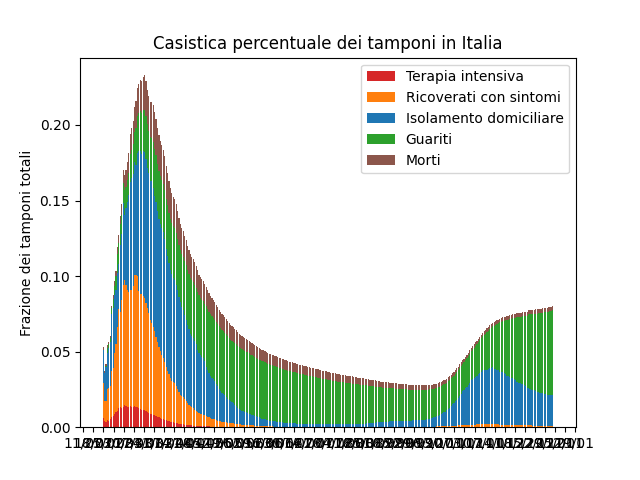 Casistica percentuale dei tamponi in Italia
Terapia intensiva
Ricoverati con sintomi
Isolamento domiciliare
Guariti
Morti
0.20
0.15
0.10
0.05
0.00
Frazione dei tamponi totali